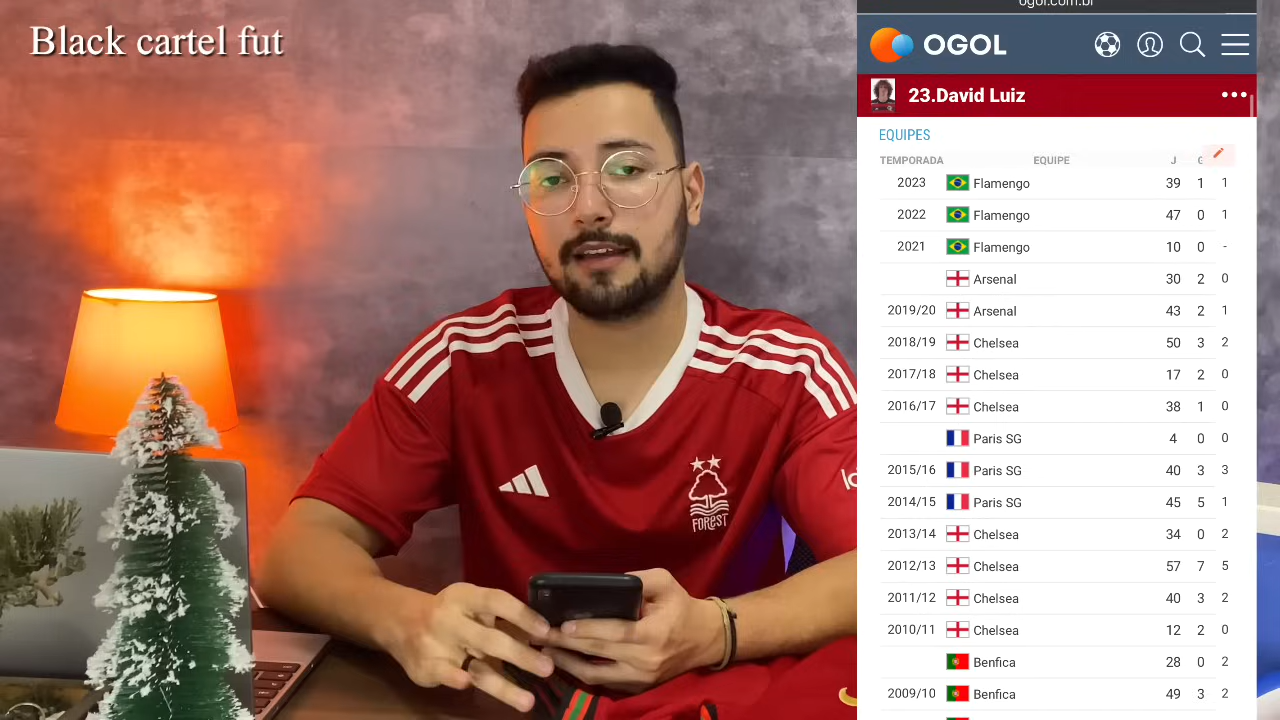 Black cartel fut
ogol.com.br
OGOL
23.David Luiz
EQUIPES
TEMPORADA EQUIPE J
2023 Flamengo 39 1 1
2022 Flamengo 47 0 1
2021 Flamengo 10 0 -
Arsenal 30 2 0
2019/20 Arsenal 43 2 1
2018/19 Chelsea 50 3 2
2017/18 Chelsea 17 2 0
2016/17 Chelsea 38 1 0
Paris SG 4 0 0
2015/16 Paris SG 40 3 3
2014/15 Paris SG 45 5 1
2013/14 Chelsea 34 0 2
2012/13 Chelsea 57 7 5
2011/12 Chelsea 40 3 2
2010/11 Chelsea 12 2 0
Benfica 28 0 2
2009/10 Benfica 49 3 2
FOREST